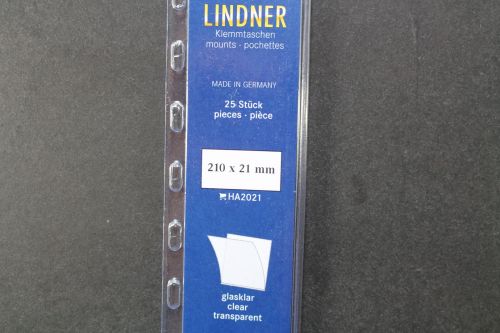 LINDNER
Klemmtaschen
mounts · pochettes
MADE IN GERMANY
25 Stück
pieces · pièce
210 x 21 mm
HA2021
glasklar
clear
transparent